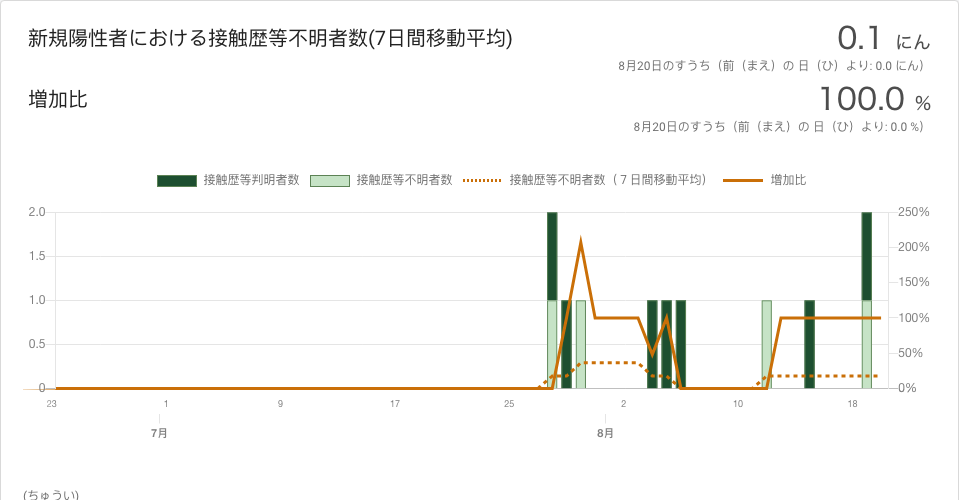 新規陽性者における接触歴等不明者数(7日間移動平均)
0.1 にん
8月20日のすうち（前（まえ）の 日（ひ）より: 0.0 にん）
増加比
100.0 %
8月20日のすうち（前（まえ）の 日（ひ）より: 0.0 %）
接触歴等判明者数 接触歴等不明者数 接触歴等不明者数（７日間移動平均） 増加比
2.0 250%
200%
1.5
150%
1.0 100%
0.5 50%
0 0%
23 1 9 17 25 2 10 18
7月 8月
(ちゅうい)